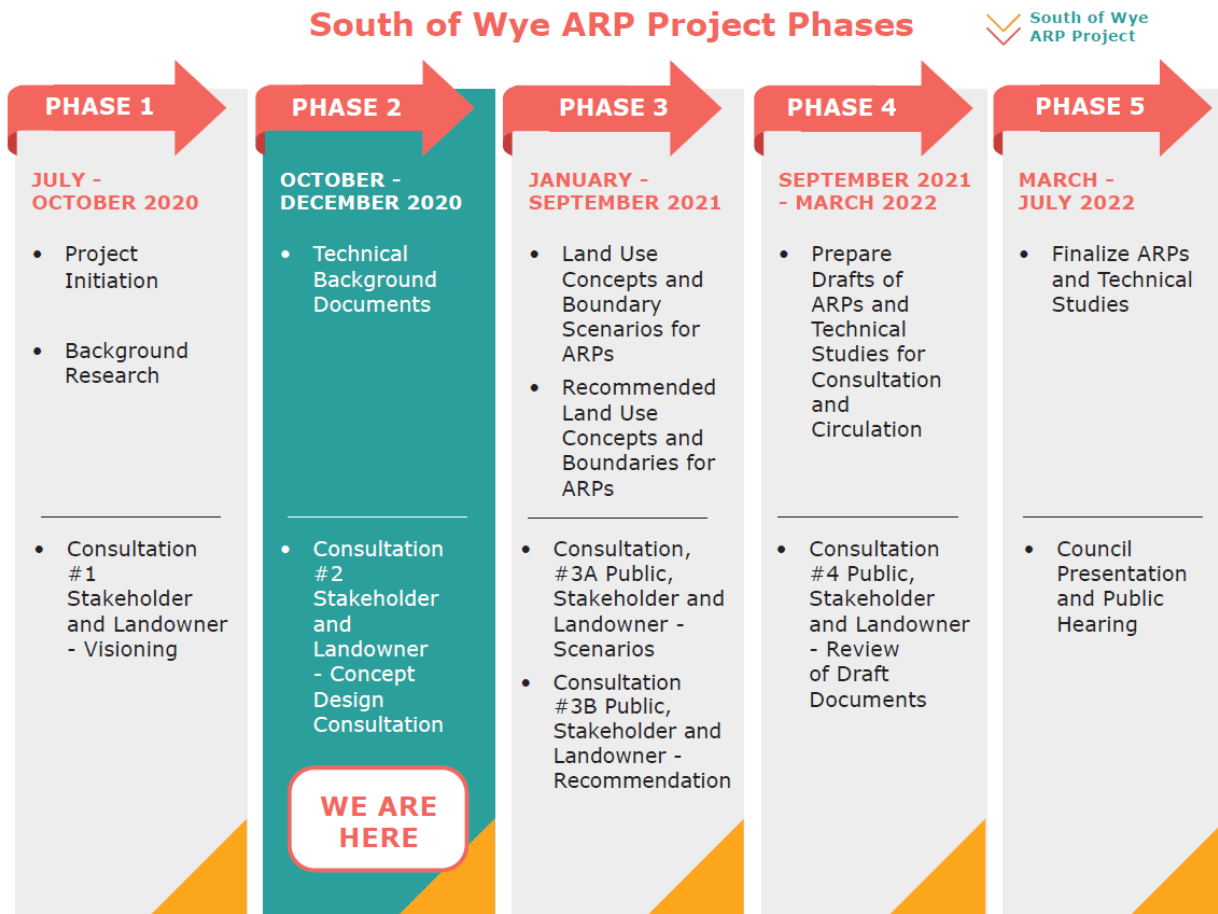 South of Wye ARP Project Phases
South of Wye
ARP Project
PHASE 1
JULY -
OCTOBER 2020
• Project
Initiation
• Background
Research
• Consultation
#1
Stakeholder
and Landowner
- Visioning
PHASE 2
OCTOBER -
DECEMBER 2020
• Technical
Background
Documents
• Consultation
#2
Stakeholder
and
Landowner
- Concept
Design
Consultation
WE ARE
HERE
PHASE 3
JANUARY -
SEPTEMBER 2021
• Land Use
Concepts and
Boundary
Scenarios for
ARPs
• Recommended
Land Use
Concepts and
Boundaries for
ARPs
• Consultation,
#3A Public,
Stakeholder and
Landowner -
Scenarios
• Consultation
#3B Public,
Stakeholder and
Landowner -
Recommendation
PHASE 4
SEPTEMBER 2021
- MARCH 2022
• Prepare
Drafts of
ARPs and
Technical
Studies for
Consultation
and
Circulation
• Consultation
#4 Public,
Stakeholder
and Landowner
- Review
of Draft
Documents
PHASE 5
MARCH -
JULY 2022
• Finalize ARPs
and Technical
Studies
• Council
Presentation
and Public
Hearing